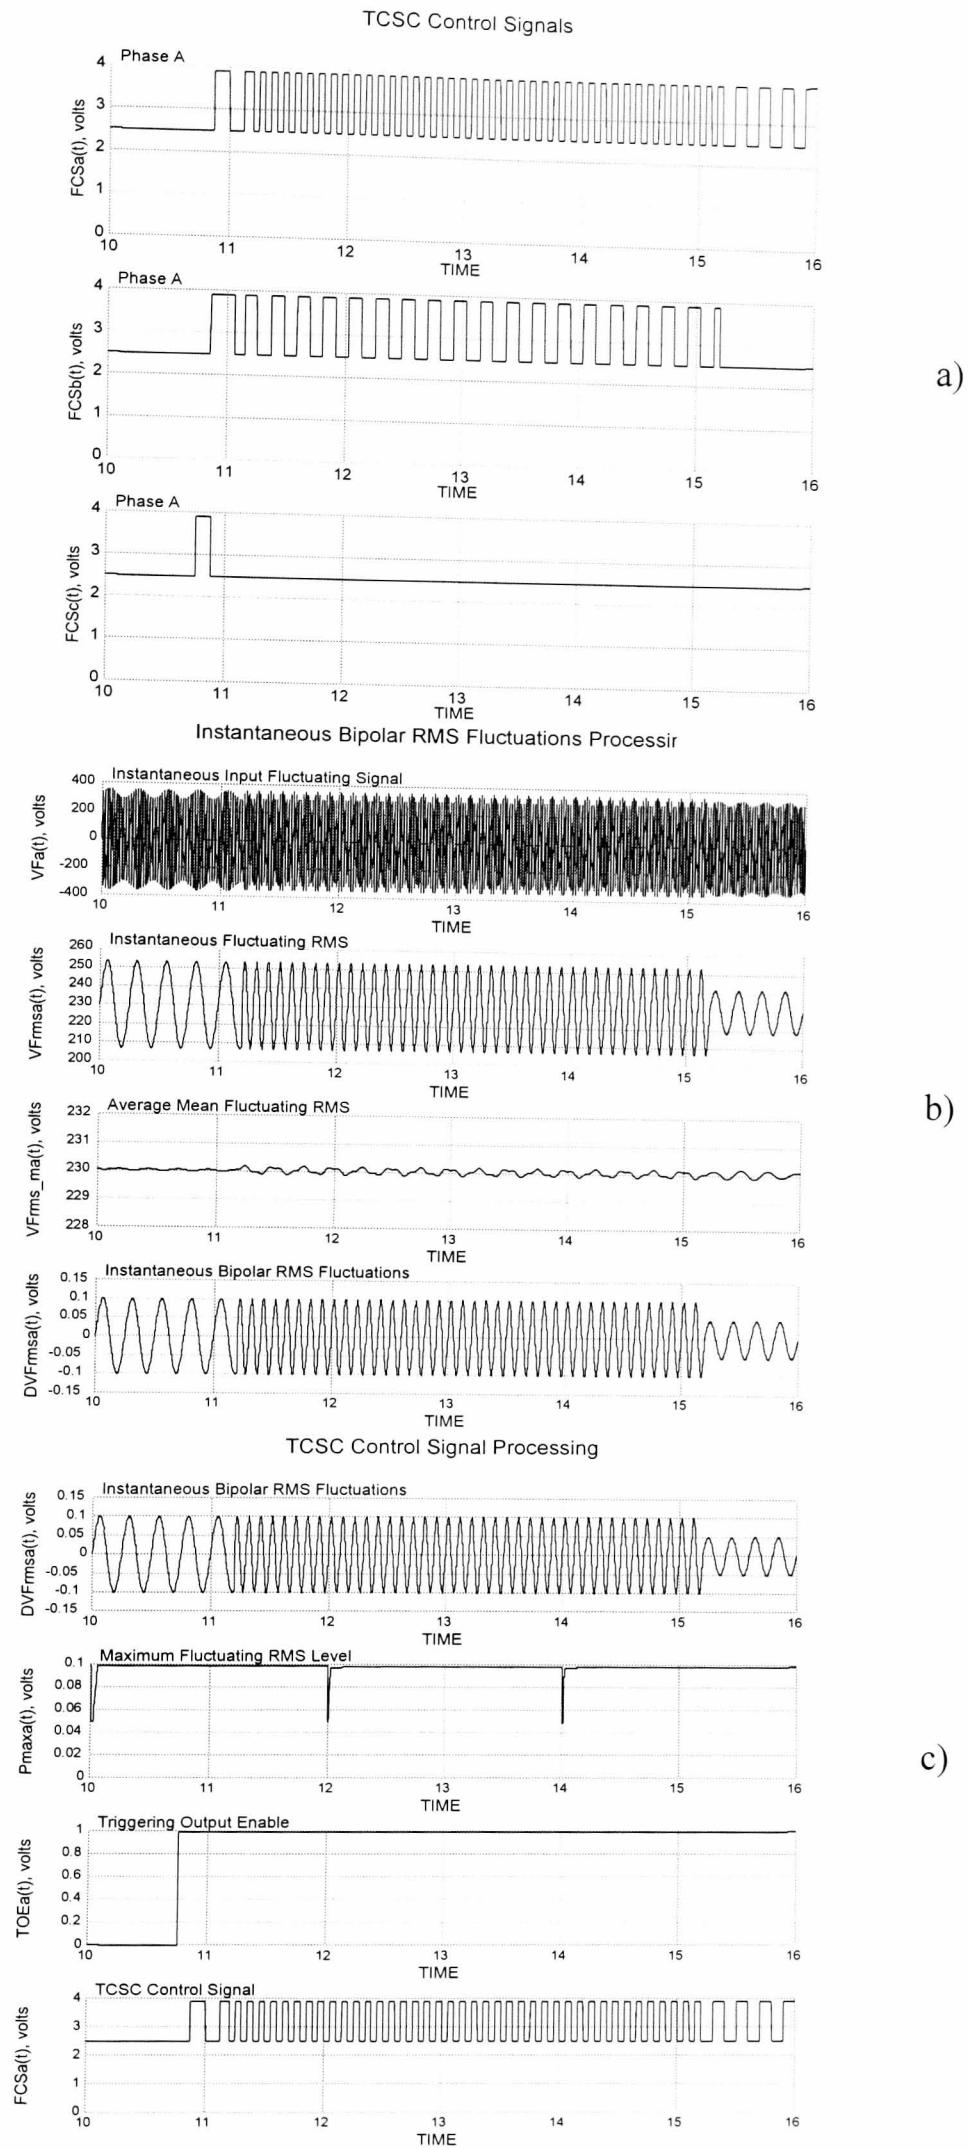 TCSC Control Signals
Phase A
FCSa(t), volts
4
3
2
1
0
10 11 12 13 14 15 16
TIME
Phase A
FCSb(t), volts
4
3
2
1
0
10 11 12 13 14 15 16
TIME
a)
Phase A
FCSc(t), volts
4
3
2
1
0
10 11 12 13 14 15 16
TIME
Instantaneous Bipolar RMS Fluctuations Processir
Instantaneous Input Fluctuating Signal
VFa(t), volts
400
200
0
-200
-400
10 11 12 13 14 15 16
TIME
Instantaneous Fluctuating RMS
VFrmsa(t), volts
260
250
240
230
220
210
200
10 11 12 13 14 15 16
TIME
b)
Average Mean Fluctuating RMS
VFrms_ma(t), volts
232
231
230
229
228
10 11 12 13 14 15 16
TIME
Instantaneous Bipolar RMS Fluctuations
DVFrmsa(t), volts
0.15
0.1
0.05
0
-0.05
-0.1
-0.15
10 11 12 13 14 15 16
TIME
TCSC Control Signal Processing
Instantaneous Bipolar RMS Fluctuations
DVFrmsa(t), volts
0.15
0.1
0.05
0
-0.05
-0.1
-0.15
10 11 12 13 14 15 16
TIME
Maximum Fluctuating RMS Level
Pmaxa(t), volts
0.1
0.08
0.06
0.04
0.02
0
10 11 12 13 14 15 16
TIME
c)
Triggering Output Enable
TOEa(t), volts
1
0.8
0.6
0.4
0.2
0
10 11 12 13 14 15 16
TIME
TCSC Control Signal
FCSa(t), volts
4
3
2
1
0
10 11 12 13 14 15 16
TIME